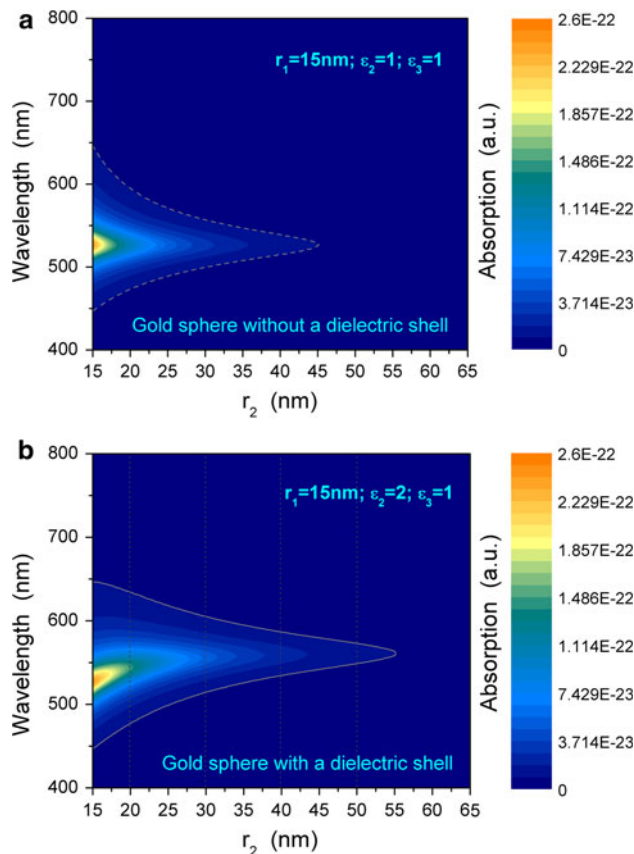 a
800
700
600
500
400
Wavelength (nm)
r₁=15nm; ε₂=1; ε₃=1
Gold sphere without a dielectric shell
15 20 25 30 35 40 45 50 55 60 65
r₂ (nm)
Absorption (a.u.)
2.6E-22
2.229E-22
1.857E-22
1.486E-22
1.114E-22
7.429E-23
3.714E-23
0
b
800
700
600
500
400
Wavelength (nm)
r₁=15nm; ε₂=2; ε₃=1
Gold sphere with a dielectric shell
15 20 25 30 35 40 45 50 55 60 65
r₂ (nm)
Absorption (a.u.)
2.6E-22
2.229E-22
1.857E-22
1.486E-22
1.114E-22
7.429E-23
3.714E-23
0